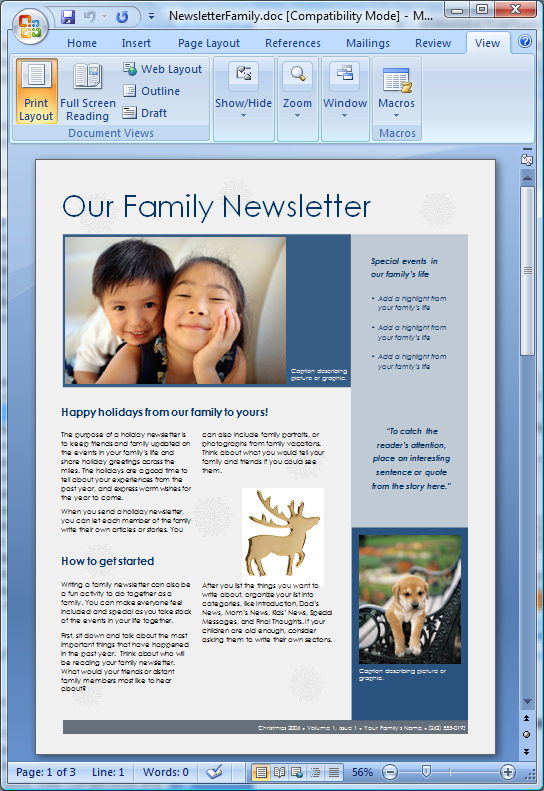 NewsletterFamily.doc [Compatibility Mode] - M...
Home Insert Page Layout References Mailings Review View
Print Layout
Full Screen Reading
Web Layout
Outline
Draft
Show/Hide
Zoom
Window
Macros
Document Views
Macros
Our Family Newsletter
Caption describing
picture or graphic.
Special events in
our family's life
• Add a highlight from
your family's life
• Add a highlight from
your family's life
• Add a highlight from
your family's life
"To catch the
reader's attention,
place an interesting
sentence or quote
from the story here."
Happy holidays from our family to yours!
The purpose of a holiday newsletter is
to keep friends and family updated on
the events in your family's life and
share holiday greetings across the
miles. The holidays are a good time to
tell about your experiences from the
past year, and express warm wishes for
the year to come.
When you send a holiday newsletter,
you can let each member of the family
write their own articles or stories. You
can also include family portraits, or
photographs from family vacations.
Think about what you would tell your
family and friends if you could see
them.
How to get started
Writing a family newsletter can also be
a fun activity to do together as a
family. You can make everyone feel
included and special as you take stock
of the events in your life together.
First, sit down and talk about the most
important things that have happened
in the past year. Think about who will
be reading your family newsletter.
What would your friends or distant
family members most like to hear
about?
After you list the things you want to
write about, organize your list into
categories, like Introduction, Dad's
News, Mom's News, Kids' News, Special
Messages, and Final Thoughts. If your
children are old enough, consider
asking them to write their own sections.
Caption describing picture or
graphic.
Christmas 2004 • Volume 1, Issue 1 • Your Family's Name • (262) 555-0193
Page: 1 of 3 Line: 1 Words: 0 56%